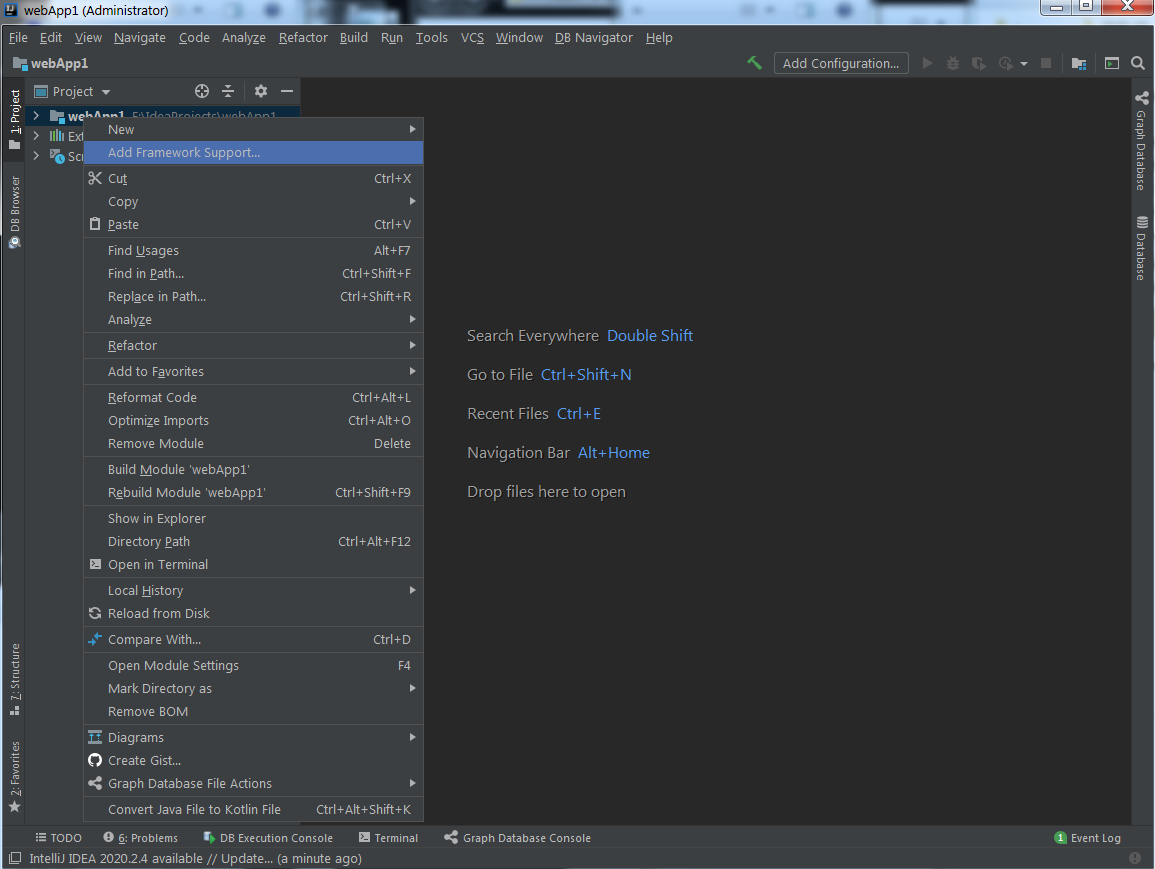 webApp1 (Administrator)
File Edit View Navigate Code Analyze Refactor Build Run Tools VCS Window DB Navigator Help
webApp1
Add Configuration...
Project
webApp1 E:\IdeaProjects\webApp1
Ext
Scr
1: Project
DB Browser
7: Structure
2: Favorites
New
Add Framework Support...
Cut Ctrl+X
Copy
Paste Ctrl+V
Find Usages Alt+F7
Find in Path... Ctrl+Shift+F
Replace in Path... Ctrl+Shift+R
Analyze
Refactor
Add to Favorites
Reformat Code Ctrl+Alt+L
Optimize Imports Ctrl+Alt+O
Remove Module Delete
Build Module 'webApp1'
Rebuild Module 'webApp1' Ctrl+Shift+F9
Show in Explorer
Directory Path Ctrl+Alt+F12
Open in Terminal
Local History
Reload from Disk
Compare With... Ctrl+D
Open Module Settings F4
Mark Directory as
Remove BOM
Diagrams
Create Gist...
Graph Database File Actions
Convert Java File to Kotlin File Ctrl+Alt+Shift+K
Search Everywhere Double Shift
Go to File Ctrl+Shift+N
Recent Files Ctrl+E
Navigation Bar Alt+Home
Drop files here to open
Graph Database
Database
TODO 6: Problems DB Execution Console Terminal Graph Database Console 1 Event Log
IntelliJ IDEA 2020.2.4 available // Update... (a minute ago)